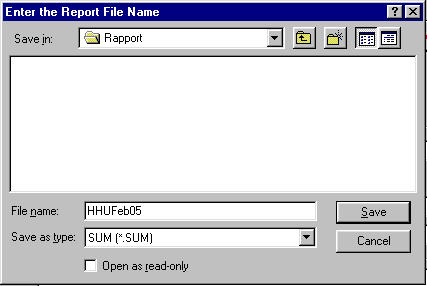 Enter the Report File Name
Save in: Rapport
File name: HHUFeb05 Save
Save as type: SUM (*.SUM) Cancel
Open as read-only